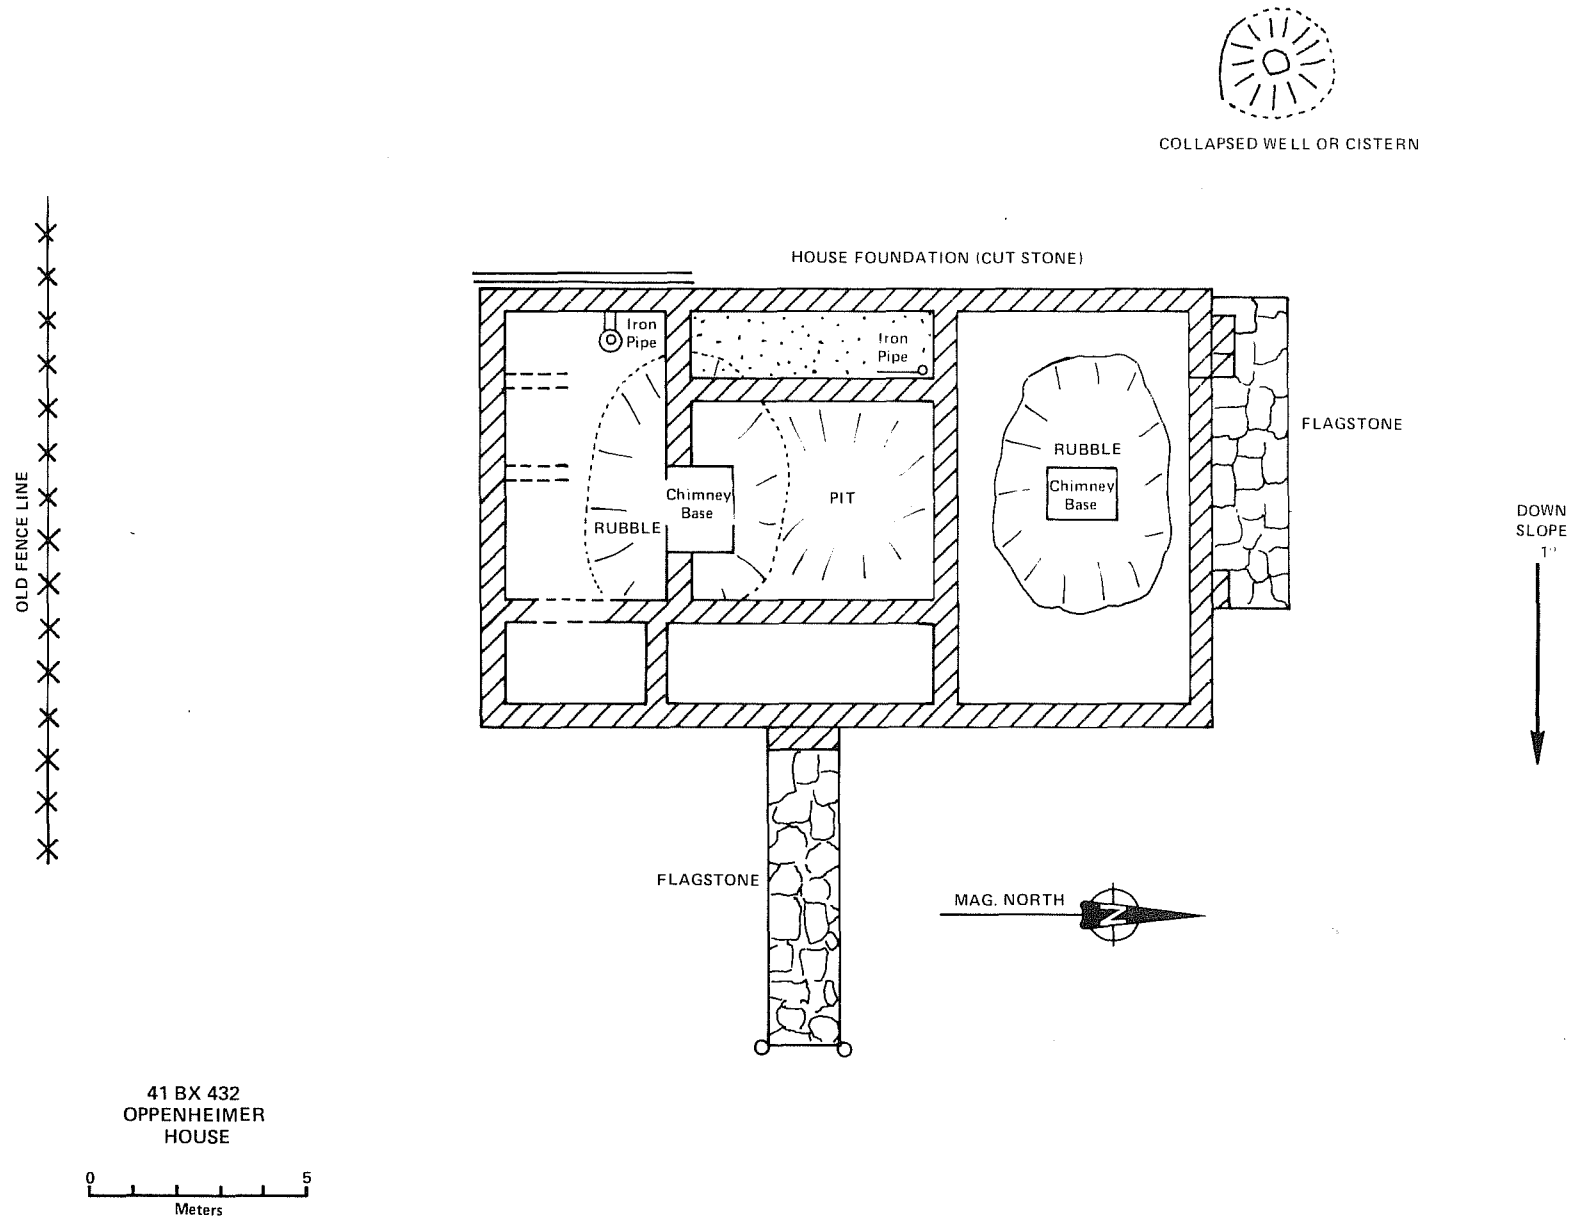 COLLAPSED WELL OR CISTERN
HOUSE FOUNDATION (CUT STONE)
Iron
Pipe
Iron
Pipe
FLAGSTONE
RUBBLE
Chimney
Base
Chimney
Base
PIT
RUBBLE
OLD FENCE LINE
DOWN
SLOPE
1°
FLAGSTONE
MAG. NORTH
N
41 BX 432
OPPENHEIMER
HOUSE
0 5
Meters